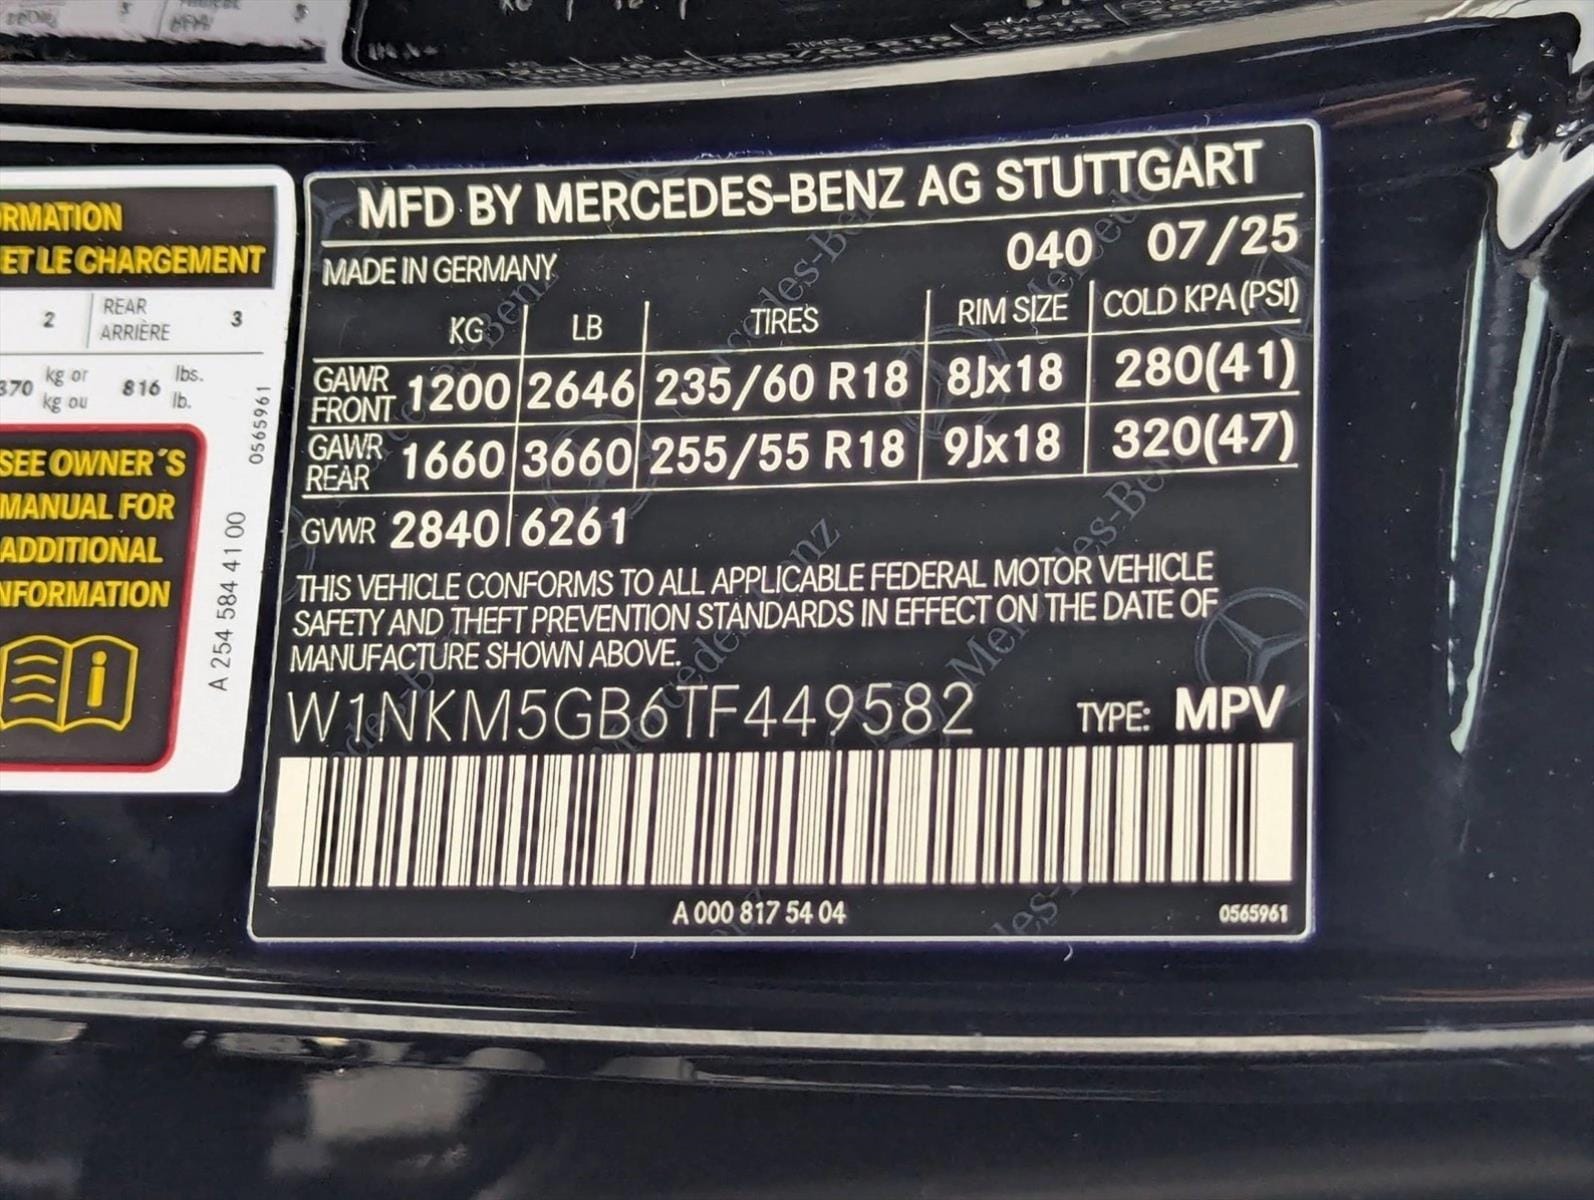 ORMATION
ET LE CHARGEMENT
2 REAR ARRIÈRE 3
370 kg or kg ou 816 lbs. lb.
SEE OWNER´S
MANUAL FOR
ADDITIONAL
NFORMATION
A 254 584 41 00
0565961
MFD BY MERCEDES-BENZ AG STUTTGART
MADE IN GERMANY 040 07/25
KG LB TIRES RIM SIZE COLD KPA (PSI)
GAWR FRONT 1200 2646 235/60 R18 8Jx18 280(41)
GAWR REAR 1660 3660 255/55 R18 9Jx18 320(47)
GVWR 2840 6261
THIS VEHICLE CONFORMS TO ALL APPLICABLE FEDERAL MOTOR VEHICLE
SAFETY AND THEFT PREVENTION STANDARDS IN EFFECT ON THE DATE OF
MANUFACTURE SHOWN ABOVE.
W1NKM5GB6TF449582 TYPE: MPV
A 000 817 54 04 0565961